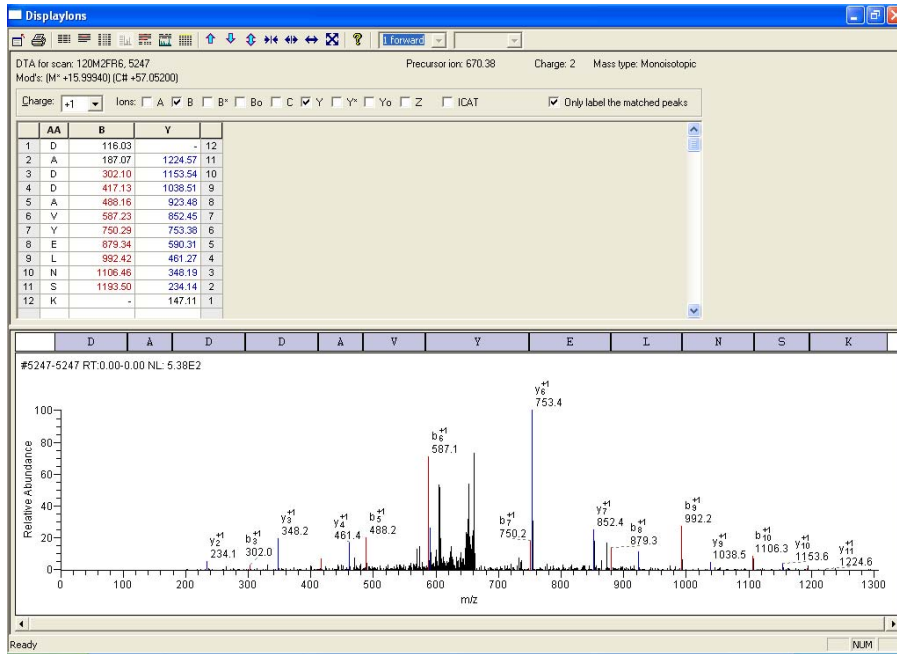 DisplayIons
1 forward
DTA for scan: 120M2FR6, 5247 Precursor ion: 670.38 Charge: 2 Mass type: Monoisotopic
Mod's: (M* +15.99940) (C# +57.05200)
Charge: +1 Ions: A B B* Bo C Y Y* Yo Z ICAT Only label the matched peaks
AA B Y
1 D 116.03 - 12
2 A 187.07 1224.57 11
3 D 302.10 1153.54 10
4 D 417.13 1038.51 9
5 A 488.16 923.48 8
6 V 587.23 852.45 7
7 Y 750.29 753.38 6
8 E 879.34 590.31 5
9 L 992.42 461.27 4
10 N 1106.46 348.19 3
11 S 1193.50 234.14 2
12 K - 147.11 1
D A D D A V Y E L N S K
#5247-5247 RT:0.00-0.00 NL: 5.38E2
Relative Abundance
100
80
60
40
20
0
y2+1
234.1
b3+1
302.0
y3+1
348.2
y4+1
461.4
b5+1
488.2
b6+1
587.1
b7+1
750.2
y6+1
753.4
y7+1
852.4
b8+1
879.3
b9+1
992.2
y9+1
1038.5
b10+1
1106.3
y10+1
1153.6
y11+1
1224.6
0 100 200 300 400 500 600 700 800 900 1000 1100 1200 1300
m/z
Ready NUM